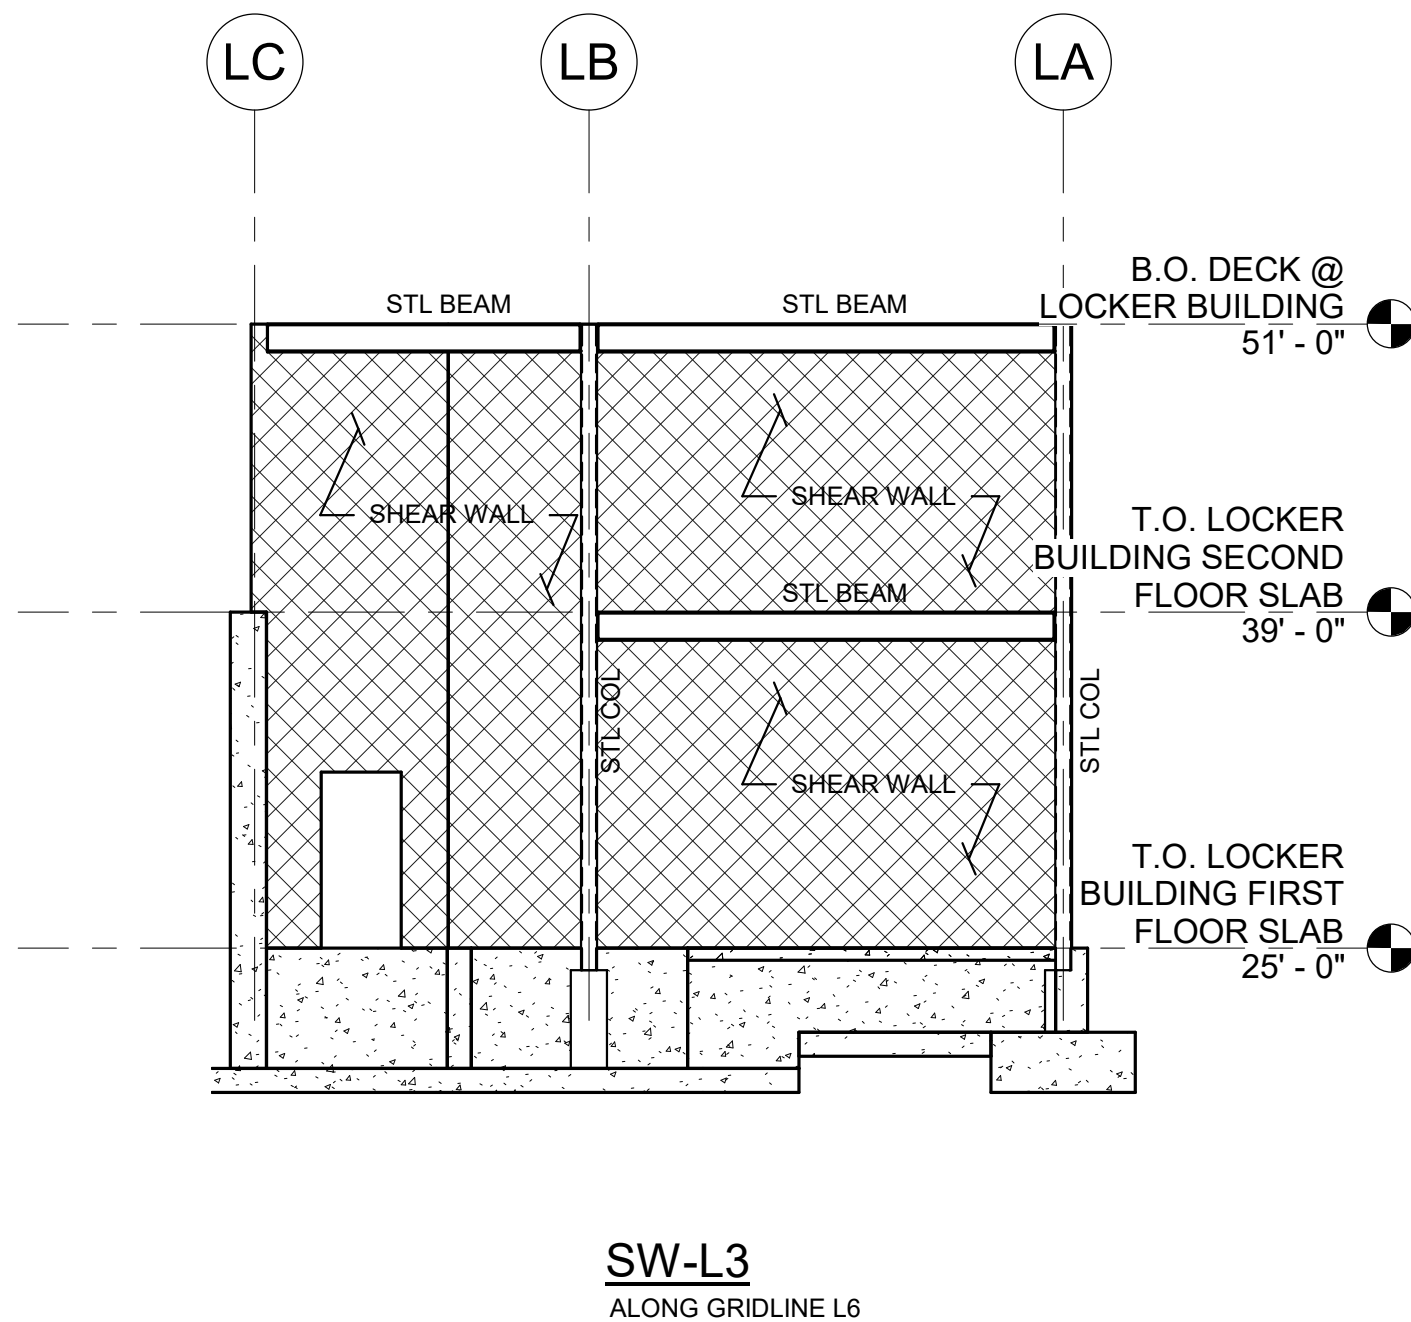 LC
LB
LA
B.O. DECK @
LOCKER BUILDING
51' - 0"
STL BEAM
STL BEAM
SHEAR WALL
SHEAR WALL
T.O. LOCKER
BUILDING SECOND
FLOOR SLAB
39' - 0"
STL BEAM
STL COL
STL COL
SHEAR WALL
T.O. LOCKER
BUILDING FIRST
FLOOR SLAB
25' - 0"
SW-L3
ALONG GRIDLINE L6